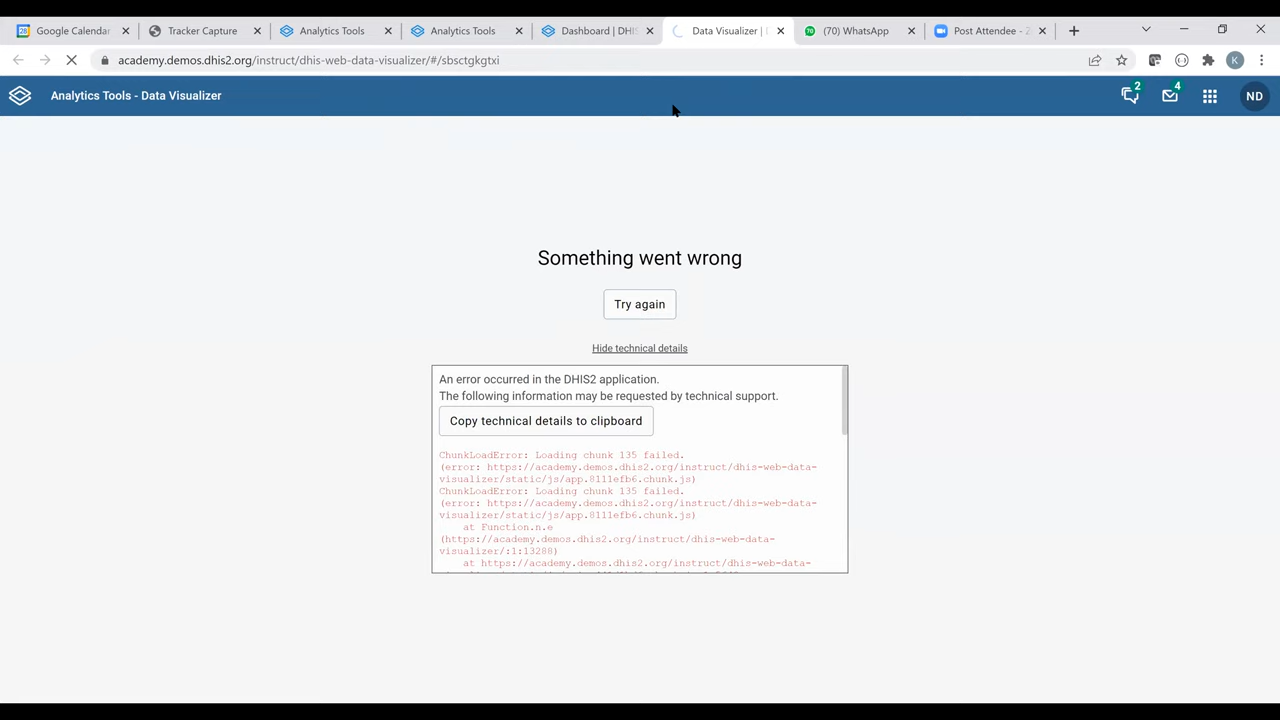 28
Google Calendar
Tracker Capture
Analytics Tools
Analytics Tools
Dashboard | DHIS
Data Visualizer |
70
(70) WhatsApp
Post Attendee - Z
academy.demos.dhis2.org/instruct/dhis-web-data-visualizer/#/sbztgkgtxi
K
Analytics Tools - Data Visualizer
2
4
ND
Something went wrong
Try again
Hide technical details
An error occurred in the DHIS2 application.
The following information may be requested by technical support.
Copy technical details to clipboard
ChunkLoadError: Loading chunk 135 failed.
(error: https://academy.demos.dhis2.org/instruct/dhis-web-data-
visualizer/static/js/app.8111efb6.chunk.js)
ChunkLoadError: Loading chunk 135 failed.
(error: https://academy.demos.dhis2.org/instruct/dhis-web-data-
visualizer/static/js/app.8111efb6.chunk.js)
at Function.n.e
(https://academy.demos.dhis2.org/instruct/dhis-web-data-
visualizer/:1:13288)
at https://academy.demos.dhis2.org/instruct/dhis-web-data-